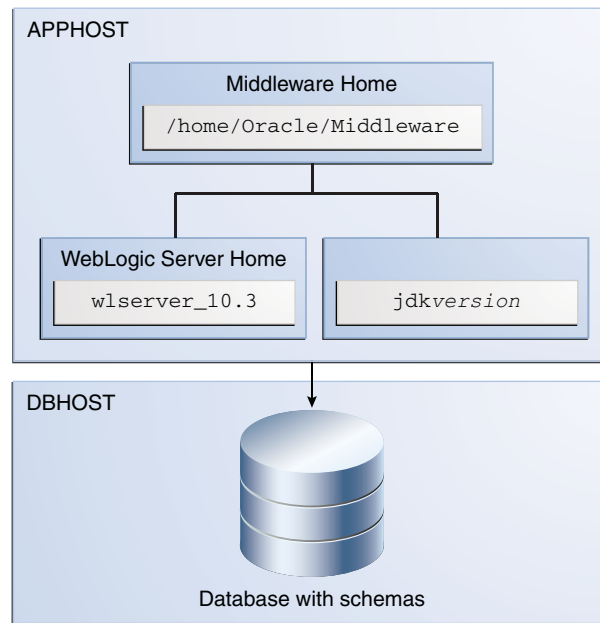 APPHOST
Middleware Home
/home/Oracle/Middleware
WebLogic Server Home
wlserver_10.3
jdkversion
DBHOST
Database with schemas